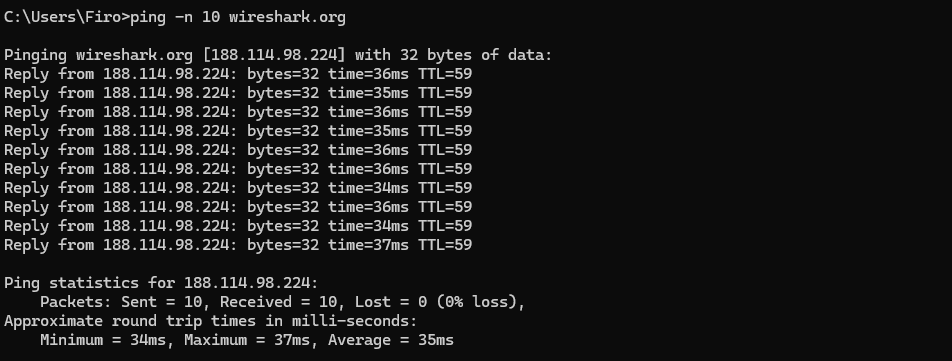 C:\Users\Firo>ping -n 10 wireshark.org
Pinging wireshark.org [188.114.98.224] with 32 bytes of data:
Reply from 188.114.98.224: bytes=32 time=36ms TTL=59
Reply from 188.114.98.224: bytes=32 time=35ms TTL=59
Reply from 188.114.98.224: bytes=32 time=36ms TTL=59
Reply from 188.114.98.224: bytes=32 time=35ms TTL=59
Reply from 188.114.98.224: bytes=32 time=36ms TTL=59
Reply from 188.114.98.224: bytes=32 time=36ms TTL=59
Reply from 188.114.98.224: bytes=32 time=34ms TTL=59
Reply from 188.114.98.224: bytes=32 time=36ms TTL=59
Reply from 188.114.98.224: bytes=32 time=34ms TTL=59
Reply from 188.114.98.224: bytes=32 time=37ms TTL=59
Ping statistics for 188.114.98.224:
    Packets: Sent = 10, Received = 10, Lost = 0 (0% loss),
Approximate round trip times in milli-seconds:
    Minimum = 34ms, Maximum = 37ms, Average = 35ms